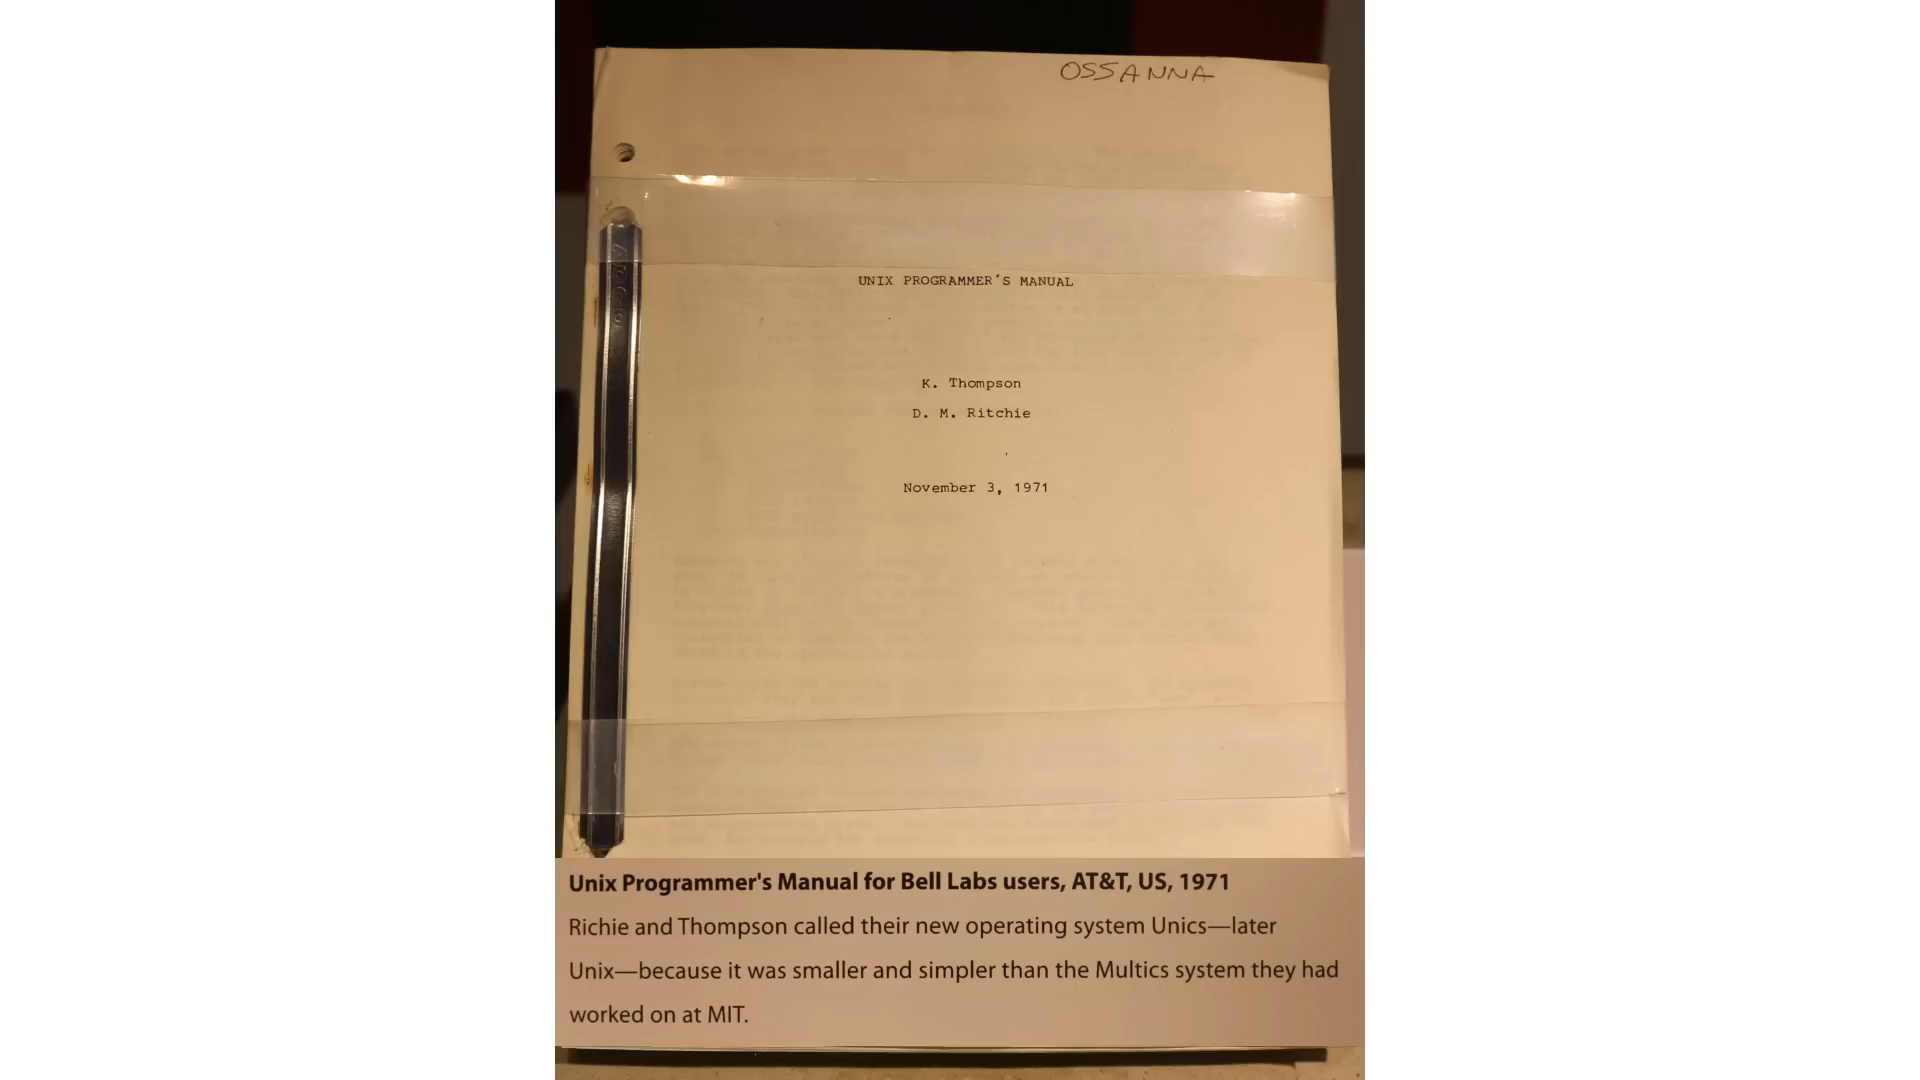 OSSANNA
ACCO
UNIX PROGRAMMER'S MANUAL
K. Thompson
D. M. Ritchie
November 3, 1971
Unix Programmer's Manual for Bell Labs users, AT&T, US, 1971
Richie and Thompson called their new operating system Unics—later
Unix—because it was smaller and simpler than the Multics system they had
worked on at MIT.